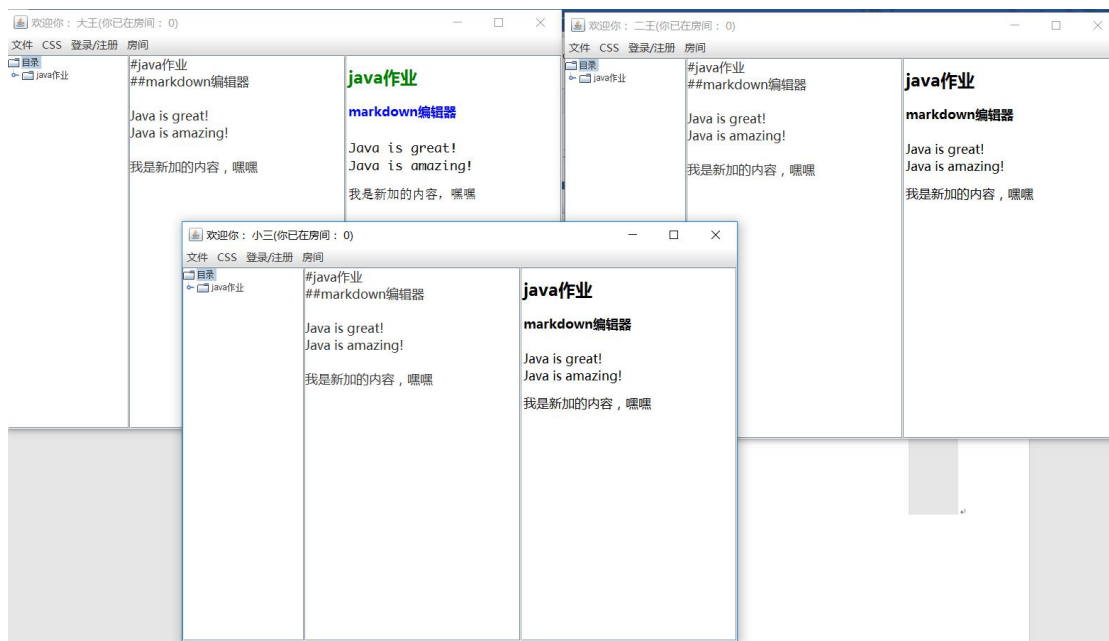 欢迎你： 大王(你已在房间： 0)
文件 CSS 登录/注册 房间
目录
java作业
#java作业
##markdown编辑器
Java is great!
Java is amazing!
我是新加的内容，嘿嘿
java作业
markdown编辑器
Java is great!
Java is amazing!
我是新加的内容，嘿嘿
欢迎你： 二王(你已在房间： 0)
文件 CSS 登录/注册 房间
目录
java作业
#java作业
##markdown编辑器
Java is great!
Java is amazing!
我是新加的内容，嘿嘿
java作业
markdown编辑器
Java is great!
Java is amazing!
我是新加的内容，嘿嘿
欢迎你： 小三(你已在房间： 0)
文件 CSS 登录/注册 房间
目录
java作业
#java作业
##markdown编辑器
Java is great!
Java is amazing!
我是新加的内容，嘿嘿
java作业
markdown编辑器
Java is great!
Java is amazing!
我是新加的内容，嘿嘿